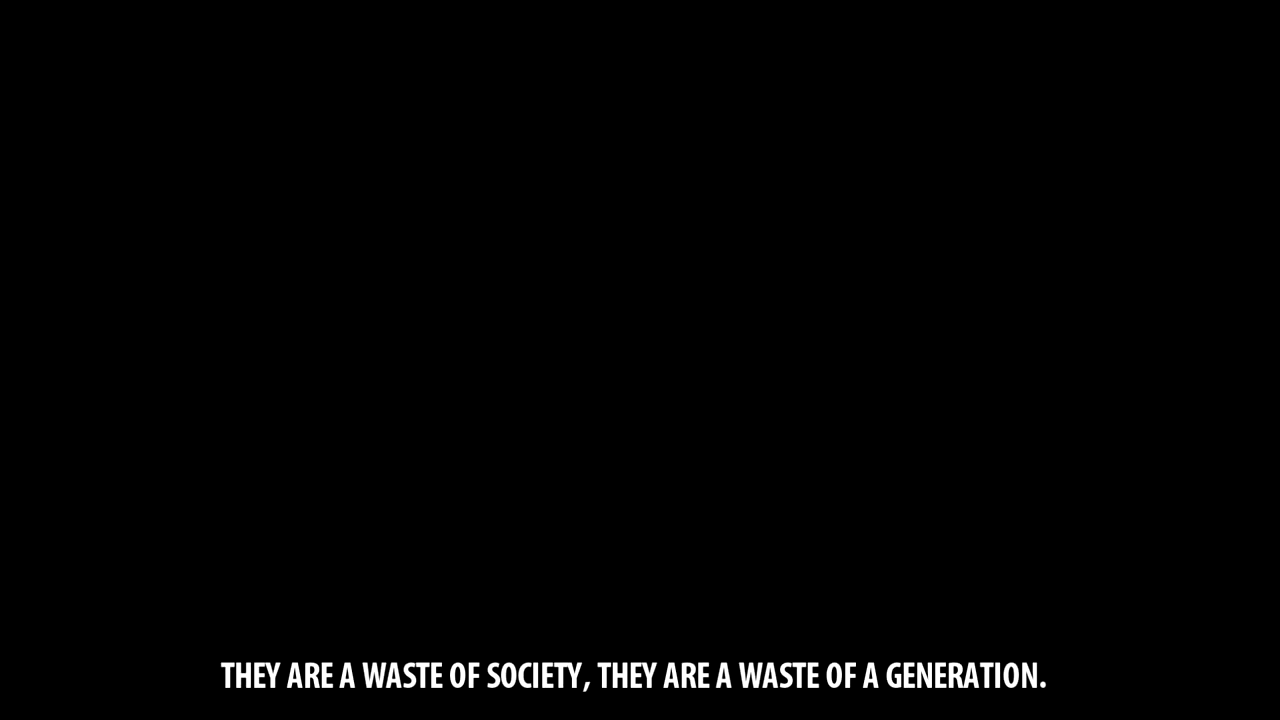 THEY ARE A WASTE OF SOCIETY, THEY ARE A WASTE OF A GENERATION.